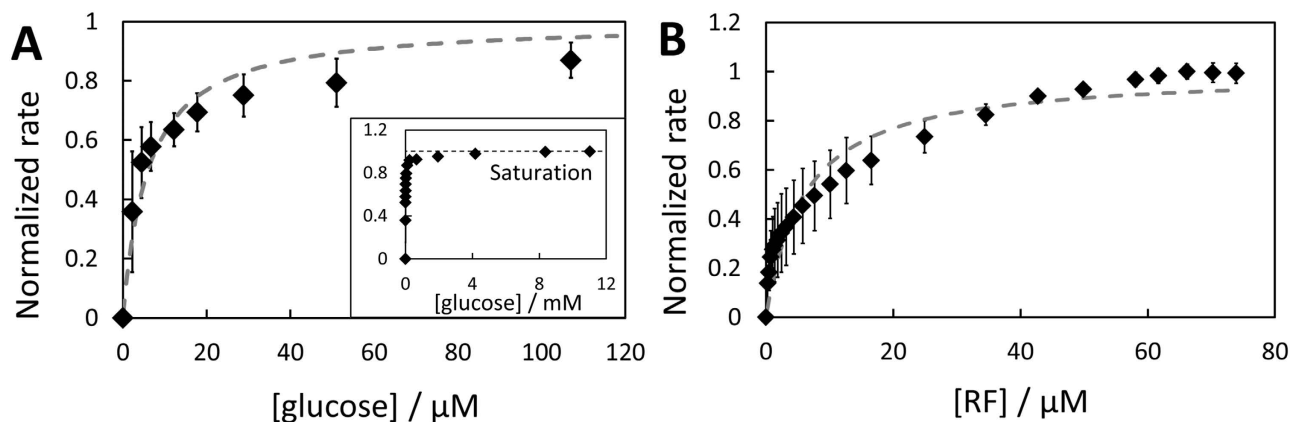 A
Normalized rate
1
0.8
0.6
0.4
0.2
0
0 20 40 60 80 100 120
[glucose] / μM
1.2
0.8
0.4
0
Saturation
0 4 8 12
[glucose] / mM
B
Normalized rate
1.2
1
0.8
0.6
0.4
0.2
0
0 20 40 60 80
[RF] / μM